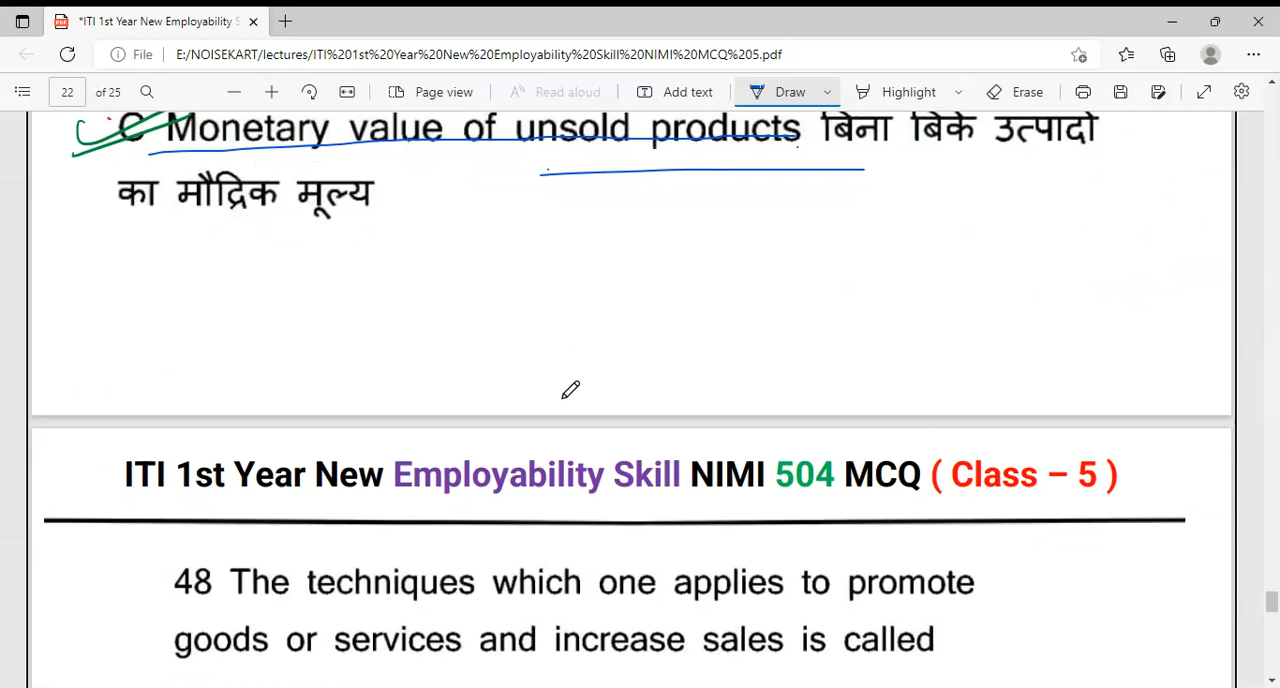 *ITI 1st Year New Employability S
File E:/NOISEKART/lectures/ITI%201st%20Year%20New%20Employability%20Skill%20NIMI%20MCQ%205.pdf
22 of 25 Page view Read aloud Add text Draw Highlight Erase
C C Monetary value of unsold products बिना बिके उत्पादो
का मौद्रिक मूल्य
ITI 1st Year New Employability Skill NIMI 504 MCQ ( Class – 5 )
48 The techniques which one applies to promote
goods or services and increase sales is called